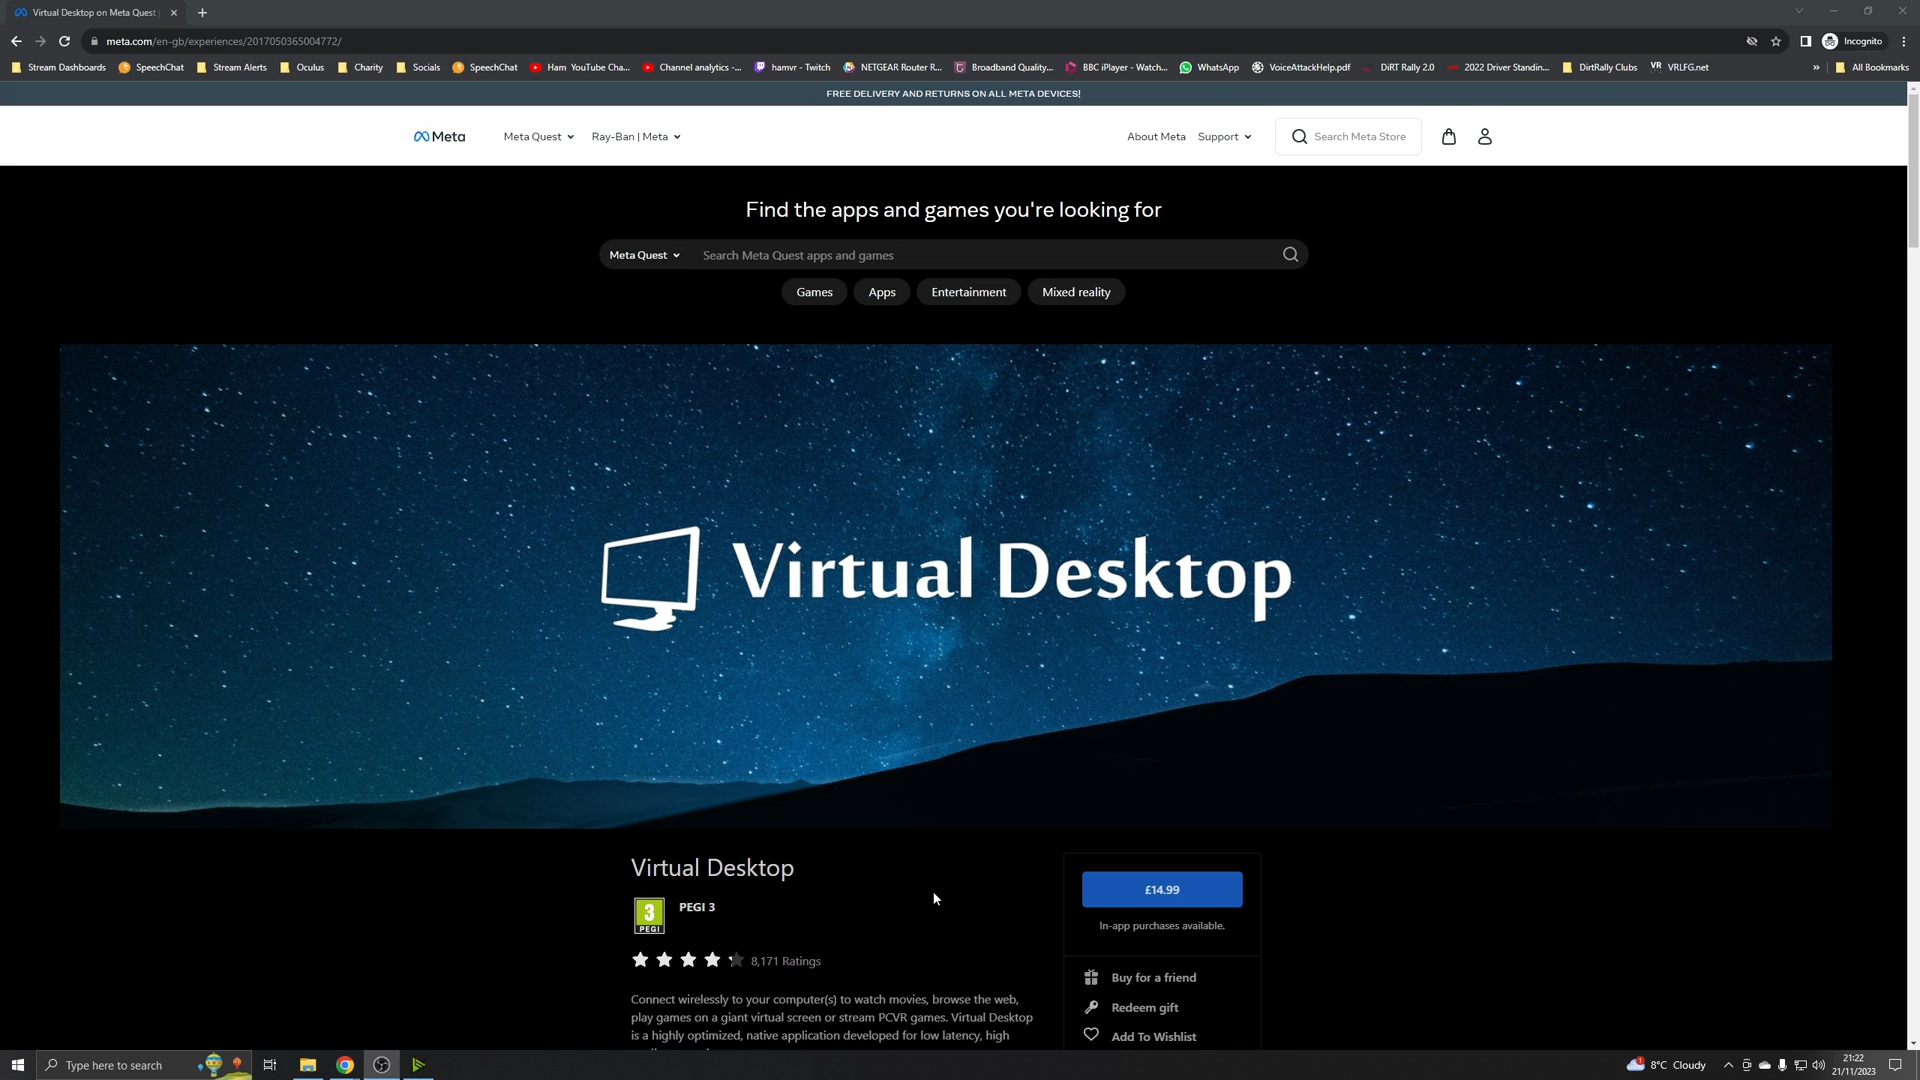 Virtual Desktop on Meta Quest
meta.com/en-gb/experiences/2017050365004772/
Incognito
Stream Dashboards
SpeechChat
Stream Alerts
Oculus
Charity
Socials
SpeechChat
Ham YouTube Cha...
Channel analytics -...
hamvr - Twitch
NETGEAR Router R...
Broadband Quality...
BBC iPlayer - Watch...
WhatsApp
VoiceAttackHelp.pdf
DiRT Rally 2.0
2022 Driver Standin...
DirtRally Clubs
VR VRLFG.net
»
All Bookmarks
FREE DELIVERY AND RETURNS ON ALL META DEVICES!
Meta
Meta Quest
Ray-Ban | Meta
About Meta
Support
Search Meta Store
Find the apps and games you're looking for
Meta Quest
Search Meta Quest apps and games
Games
Apps
Entertainment
Mixed reality
Virtual Desktop
Virtual Desktop
3
PEGI
PEGI 3
8,171 Ratings
Connect wirelessly to your computer(s) to watch movies, browse the web,
play games on a giant virtual screen or stream PCVR games. Virtual Desktop
is a highly optimized, native application developed for low latency, high
£14.99
In-app purchases available.
Buy for a friend
Redeem gift
Add To Wishlist
Type here to search
1
8°C Cloudy
21:22
21/11/2023